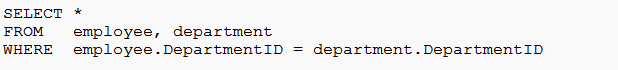 SELECT *
FROM   employee, department
WHERE  employee.DepartmentID = department.DepartmentID